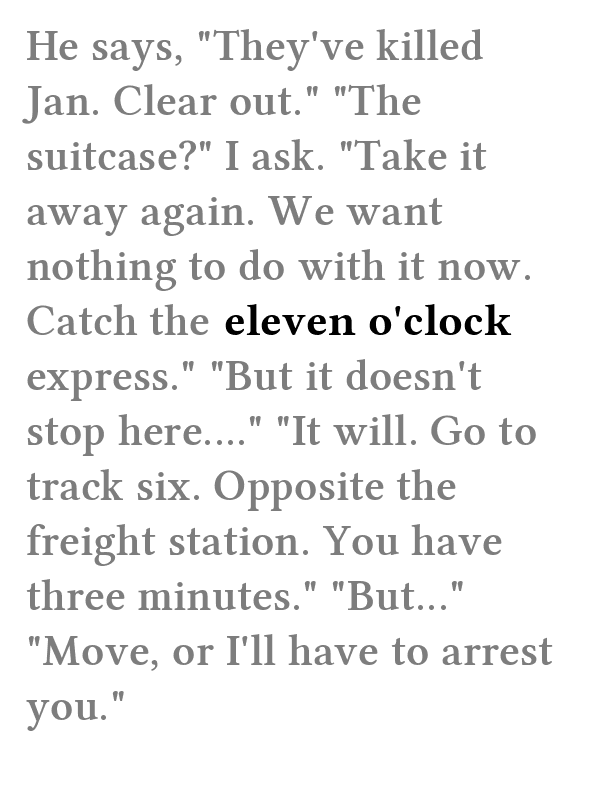 He says, "They've killed
Jan. Clear out." "The
suitcase?" I ask. "Take it
away again. We want
nothing to do with it now.
Catch the eleven o'clock
express." "But it doesn't
stop here...." "It will. Go to
track six. Opposite the
freight station. You have
three minutes." "But..."
"Move, or I'll have to arrest
you."